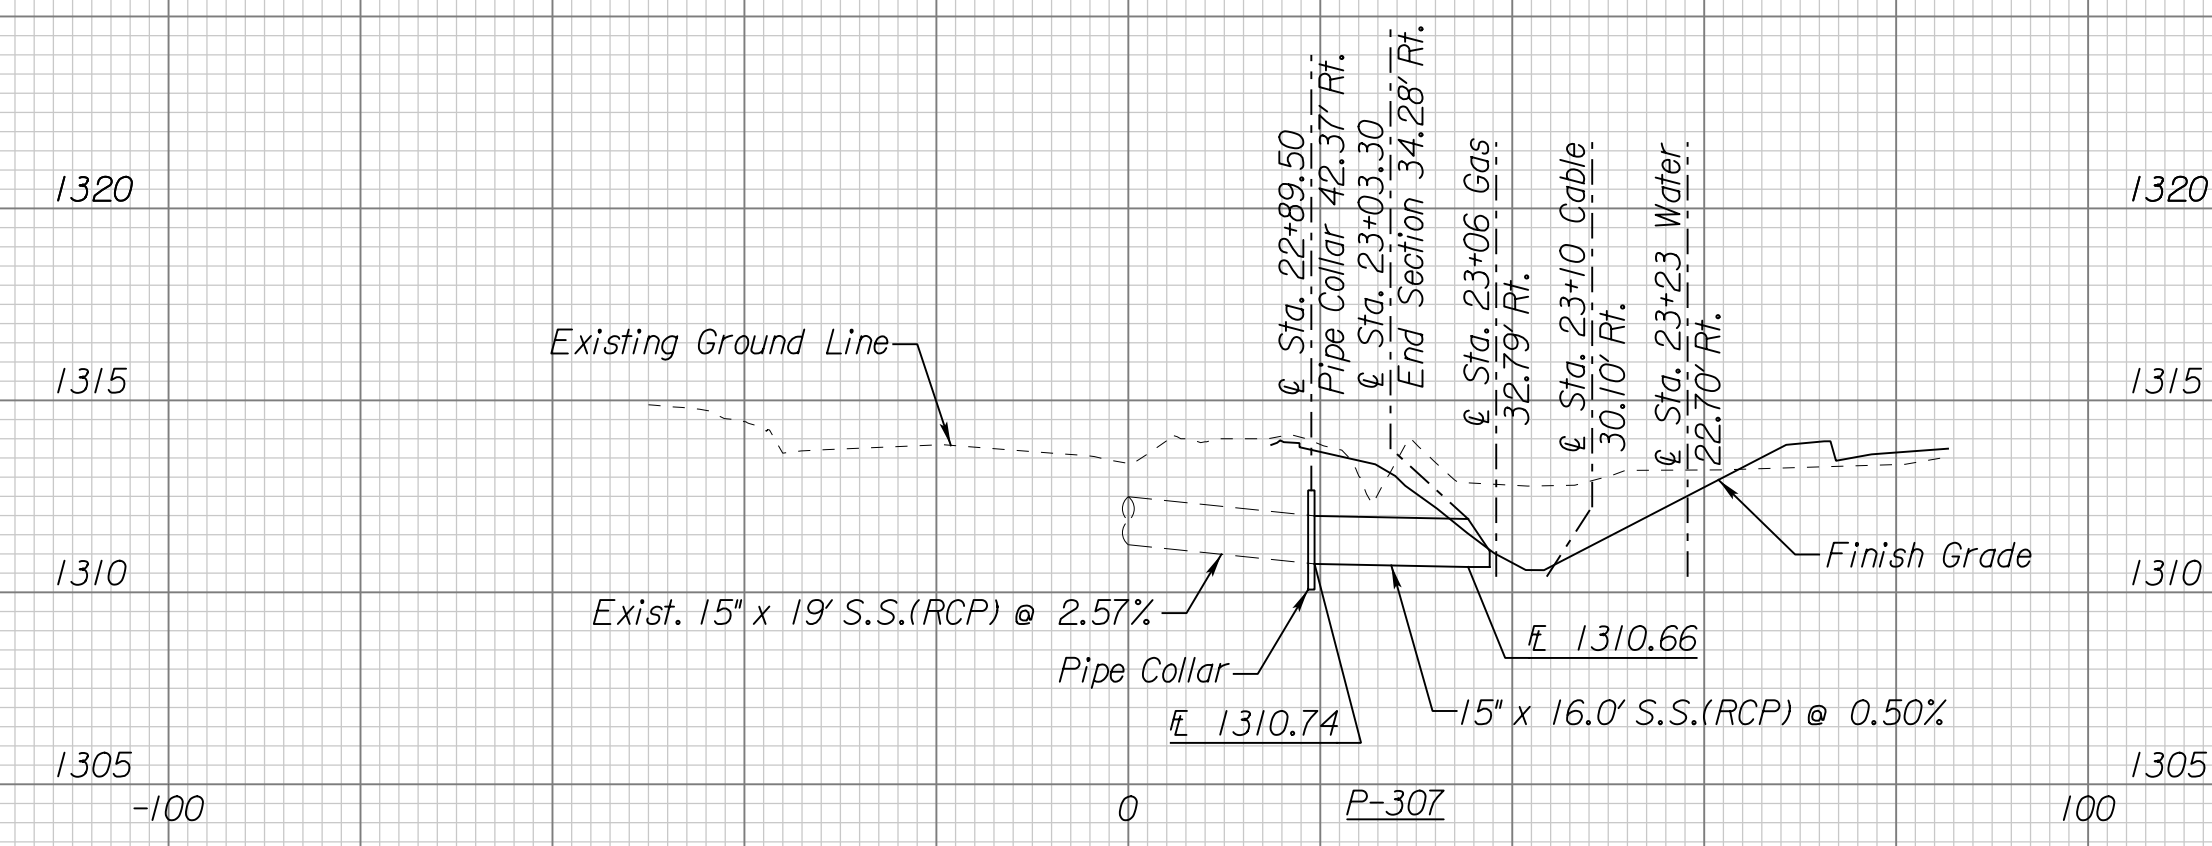 ℄ Sta. 22+89.50
Pipe Collar 42.37' Rt.
℄ Sta. 23+03.30
End Section 34.28' Rt.
℄ Sta. 23+06 Gas
32.79' Rt.
℄ Sta. 23+10 Cable
30.10' Rt.
℄ Sta. 23+23 Water
22.70' Rt.
1320
1320
Existing Ground Line
1315
1315
Finish Grade
1310
1310
Exist. 15" x 19' S.S.(RCP) @ 2.57%
1310.66
Pipe Collar
15" x 16.0' S.S.(RCP) @ 0.50%
1310.74
1305
1305
-100
0
P-307
100